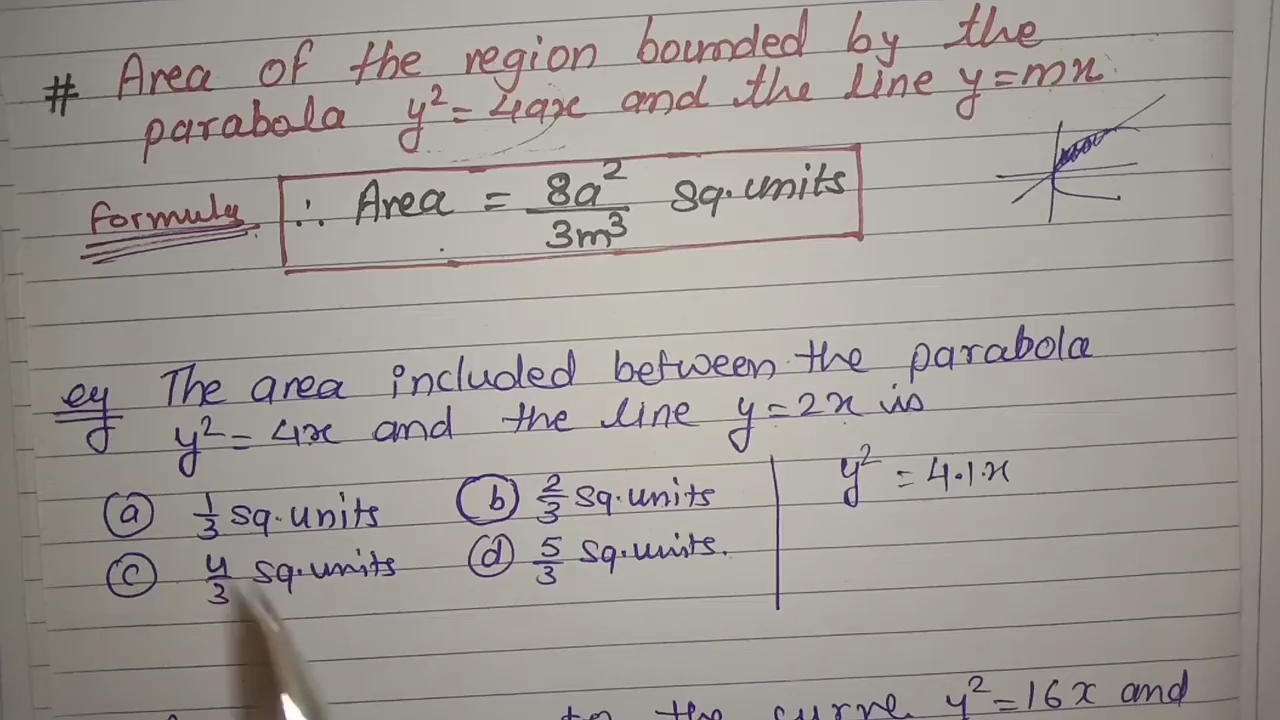 # Area of the region bounded by the
parabola y² = 4ax and the line y = mx.
Formula ∴ Area = 8a²/3m³ Sq. units
eg The area included between the parabola
y² = 4x and the line y = 2x is
(a) 1/3 Sq. units (b) 2/3 Sq. units
(c) 4/3 Sq. units (d) 5/3 Sq. units.
y² = 4.1.x
to the curve y² = 16x and